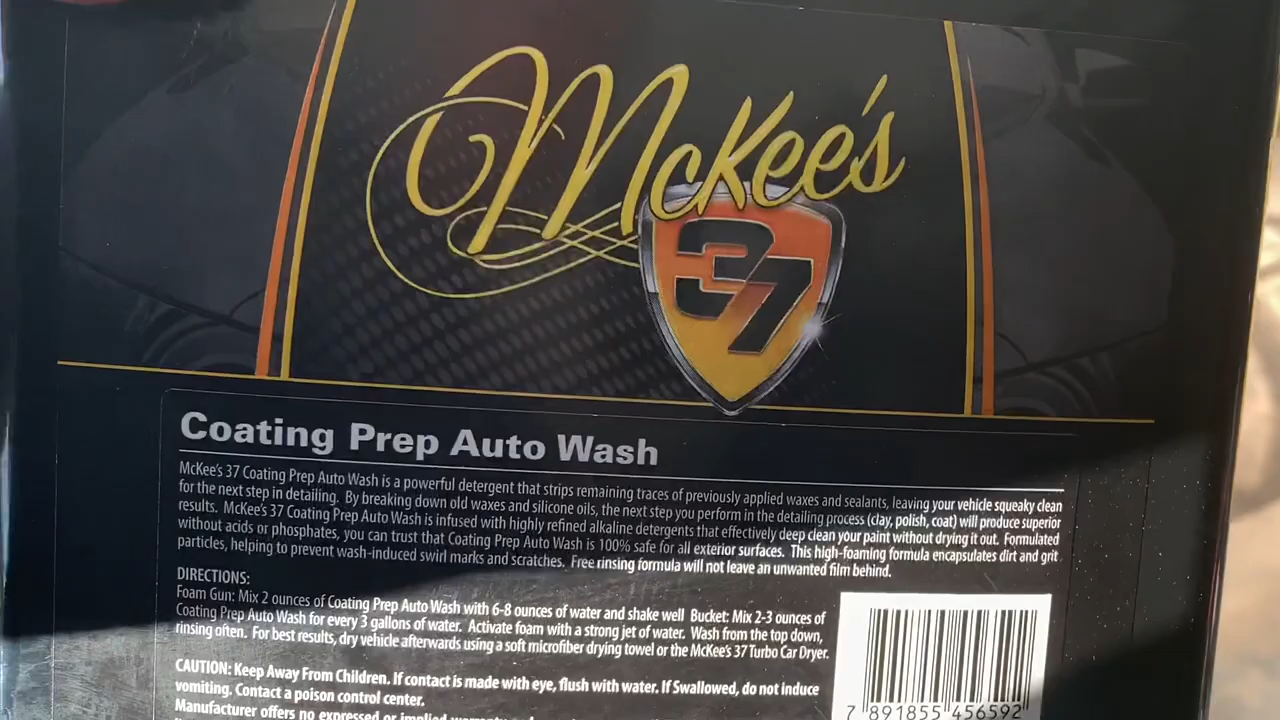 McKee's
37
Coating Prep Auto Wash
McKee's 37 Coating Prep Auto Wash is a powerful detergent that strips remaining traces of previously applied waxes and sealants, leaving your vehicle squeaky clean
for the next step in detailing. By breaking down old waxes and silicone oils, the next step you perform in the detailing process (clay, polish, coat) will produce superior
results. McKee's 37 Coating Prep Auto Wash is infused with highly refined alkaline detergents that effectively deep clean your paint without drying it out. Formulated
without acids or phosphates, you can trust that Coating Prep Auto Wash is 100% safe for all exterior surfaces. This high-foaming formula encapsulates dirt and grit
particles, helping to prevent wash-induced swirl marks and scratches. Free rinsing formula will not leave an unwanted film behind.
DIRECTIONS:
Foam Gun: Mix 2 ounces of Coating Prep Auto Wash with 6-8 ounces of water and shake well Bucket: Mix 2-3 ounces of
Coating Prep Auto Wash for every 3 gallons of water. Activate foam with a strong jet of water. Wash from the top down,
rinsing often. For best results, dry vehicle afterwards using a soft microfiber drying towel or the McKee's 37 Turbo Car Dryer.
CAUTION: Keep Away From Children. If contact is made with eye, flush with water. If Swallowed, do not induce
vomiting. Contact a poison control center.
Manufacturer offers no expressed or implied
7 891855 456592